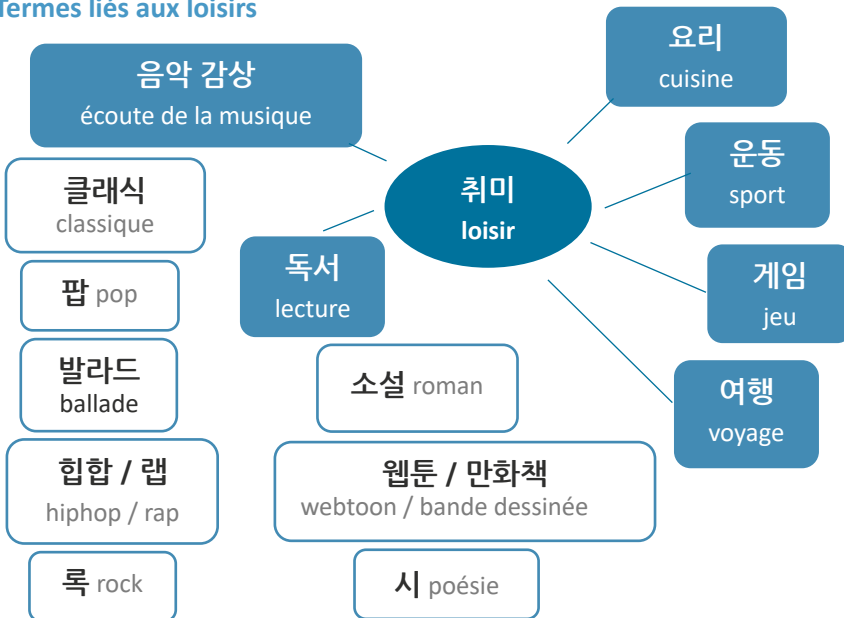 Termes liés aux loisirs
음악 감상
écoute de la musique
클래식
classique
팝 pop
발라드
ballade
힙합 / 랩
hiphop / rap
록 rock
취미
loisir
독서
lecture
소설 roman
웹툰 / 만화책
webtoon / bande dessinée
시 poésie
요리
cuisine
운동
sport
게임
jeu
여행
voyage